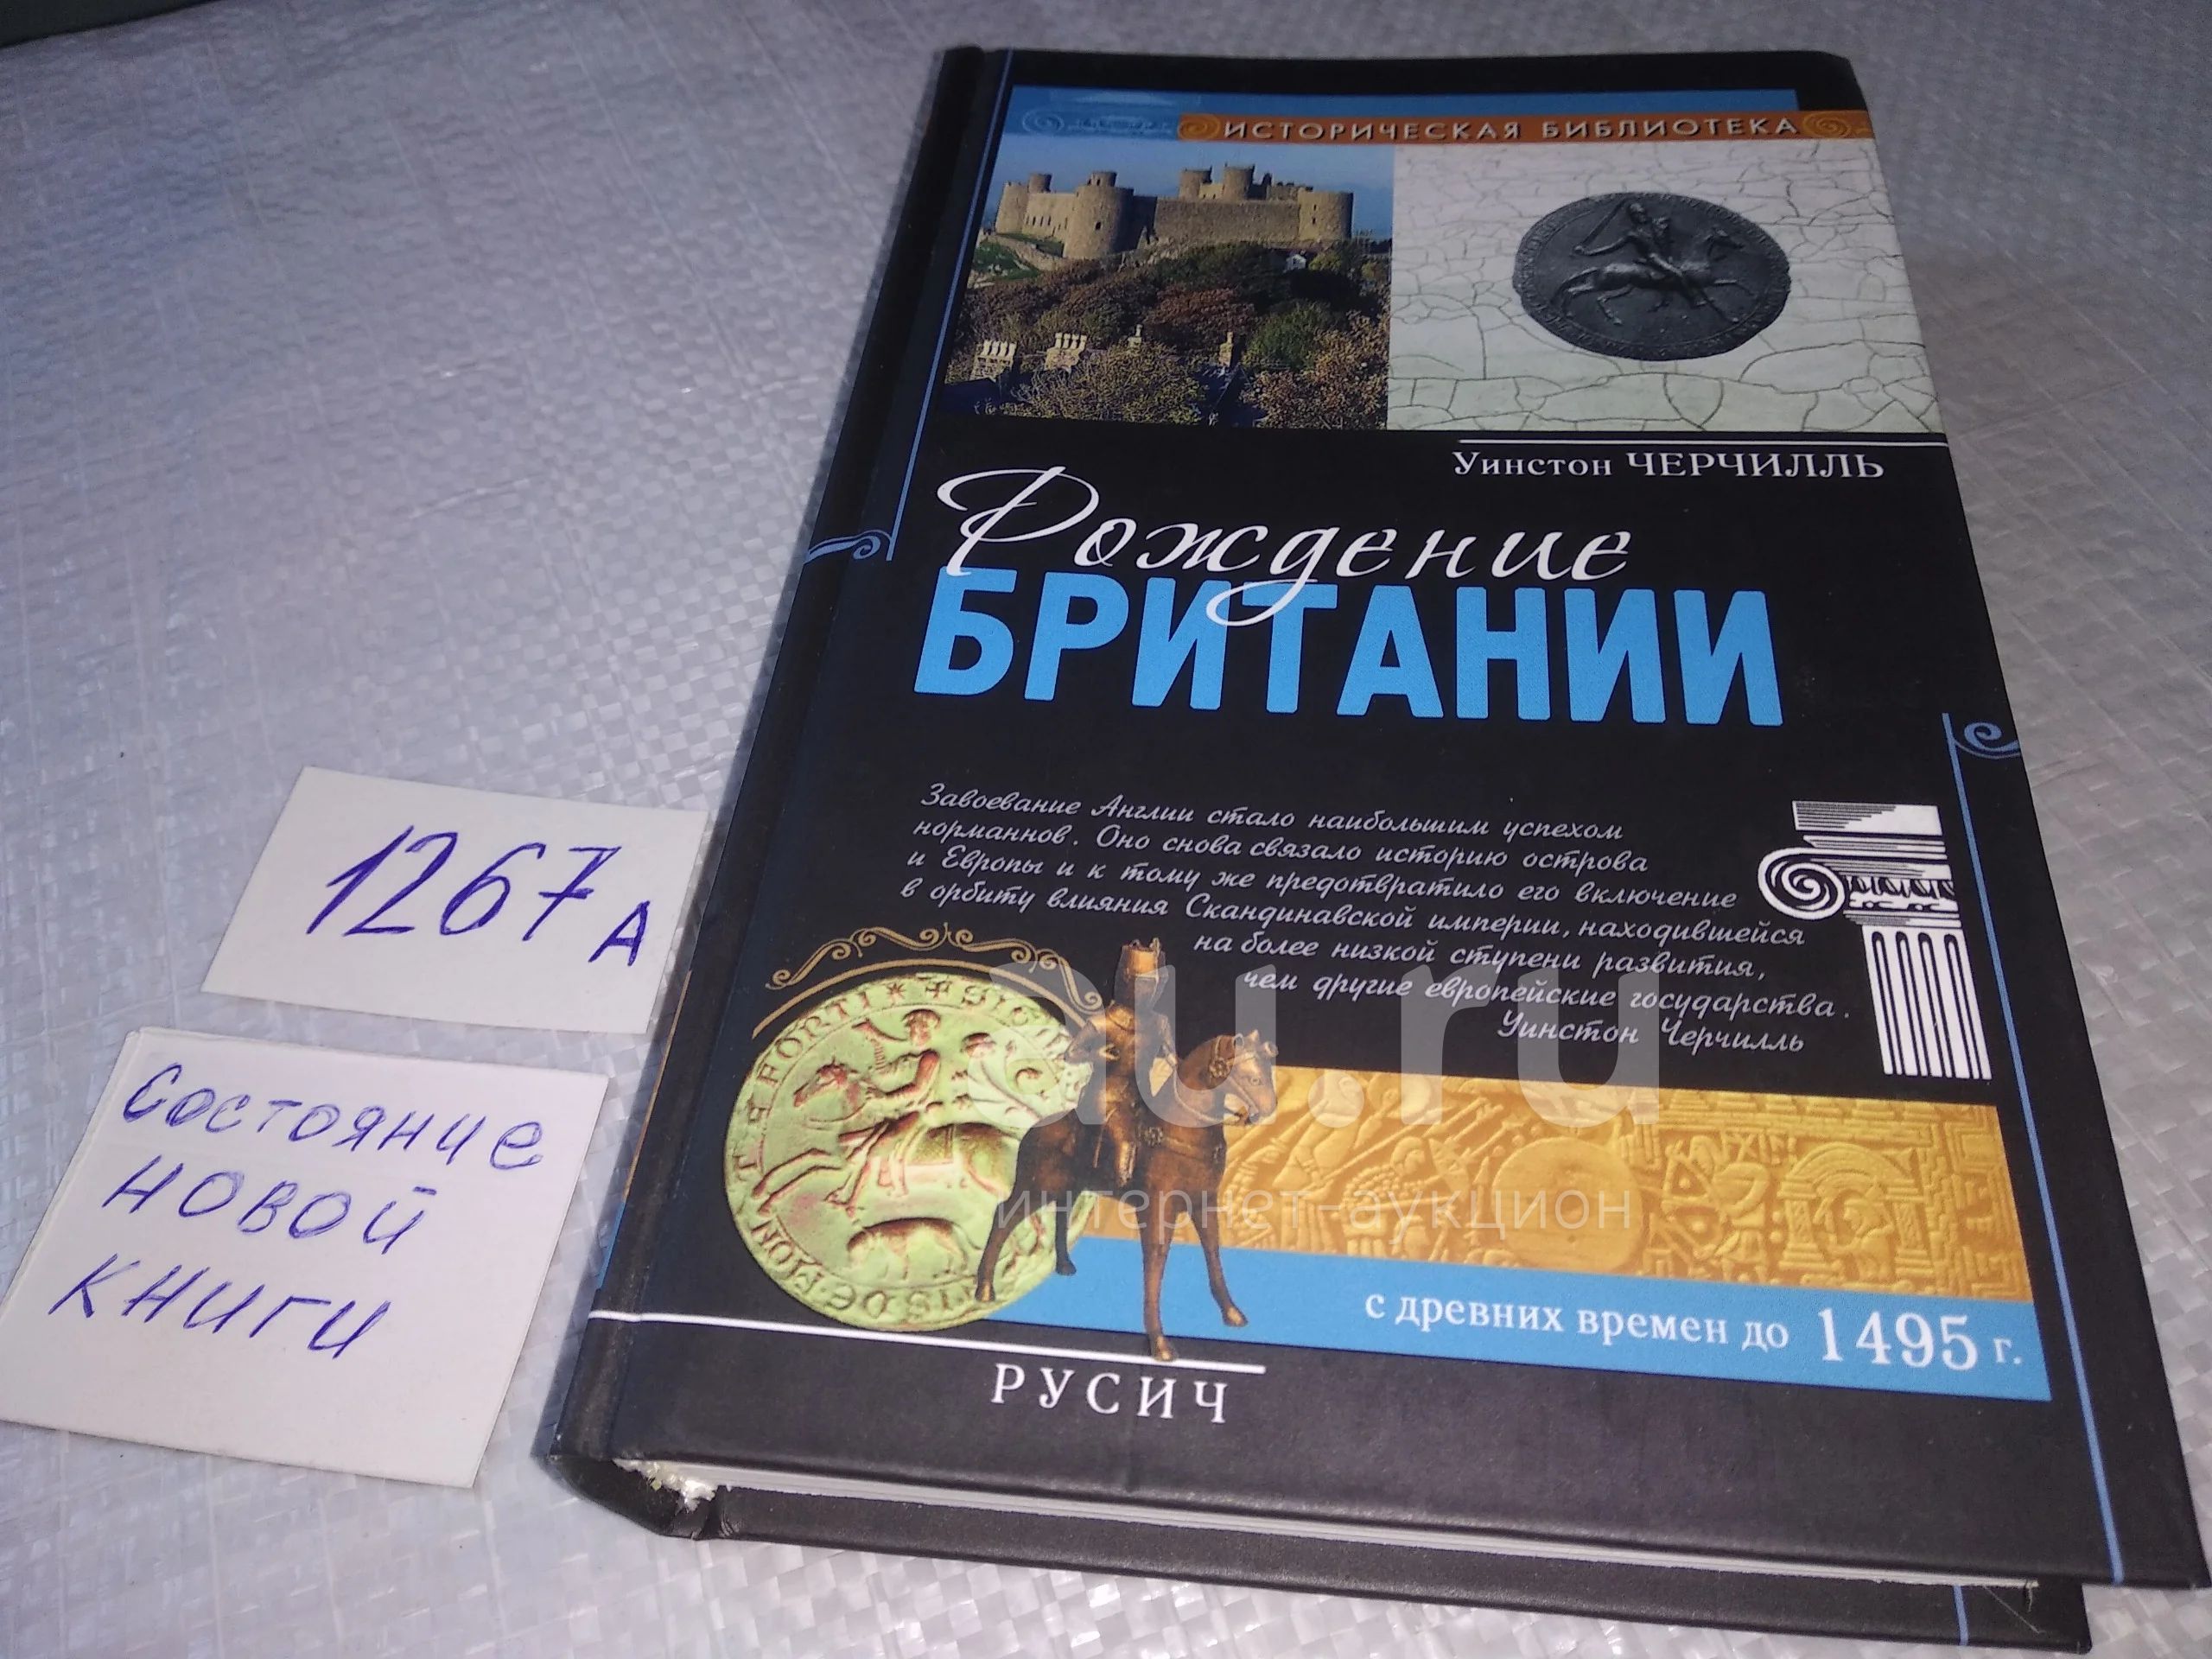 ИСТОРИЧЕСКАЯ БИБЛИОТЕКА
Уинстон ЧЕРЧИЛЛЬ
Рождение
БРИТАНИИ
Завоевание Англии стало наибольшим успехом
норманнов. Оно снова связало историю острова
и Европы и к тому же предотвратило его включение
в орбиту влияния Скандинавской империи, находившейся
на более низкой ступени развития,
чем другие европейские государства.
Уинстон Черчилль
с древних времен до 1495 г.
РУСИЧ
1267А
Состояние
новой
книги
au.ru
интернет-аукцион